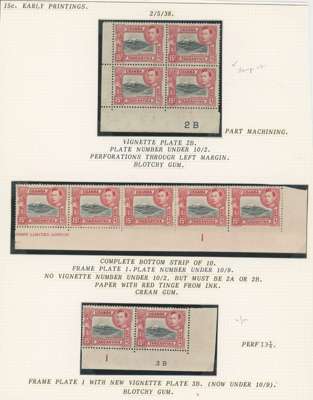 15c. EARLY PRINTINGS.
2/5/38.
2 B
PART MACHINING.
VIGNETTE PLATE 2B.
PLATE NUMBER UNDER 10/2.
PERFORATIONS THROUGH LEFT MARGIN.
BLOTCHY GUM.
1
COMPLETE BOTTOM STRIP OF 10.
FRAME PLATE 1. PLATE NUMBER UNDER 10/9.
NO VIGNETTE NUMBER UNDER 10/2, BUT MUST BE 2A OR 2B.
PAPER WITH RED TINGE FROM INK.
CREAM GUM.
1
3 B
PERF 13½.
FRAME PLATE 1 WITH NEW VIGNETTE PLATE 3B. (NOW UNDER 10/9).
BLOTCHY GUM.